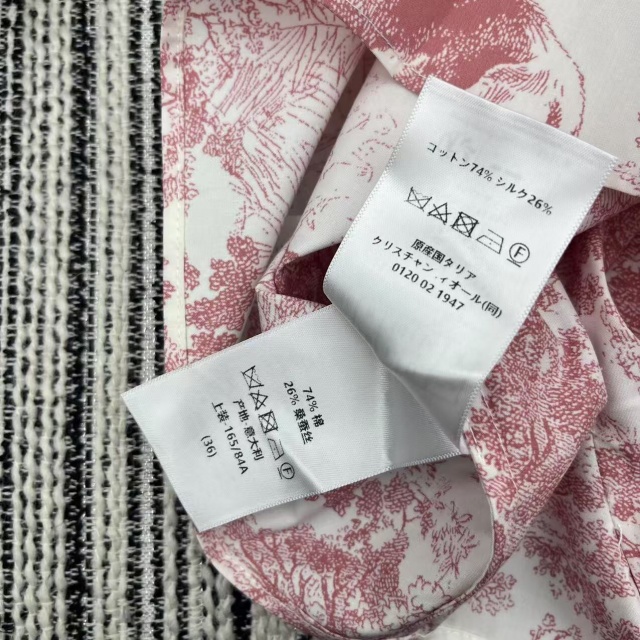 コットン74% シルク26%
原産国タリア
クリスチャン.イオール(同)
0120 02 1947
74% 棉
26% 桑蚕丝
产地:意大利
上装:165/84A
(36)